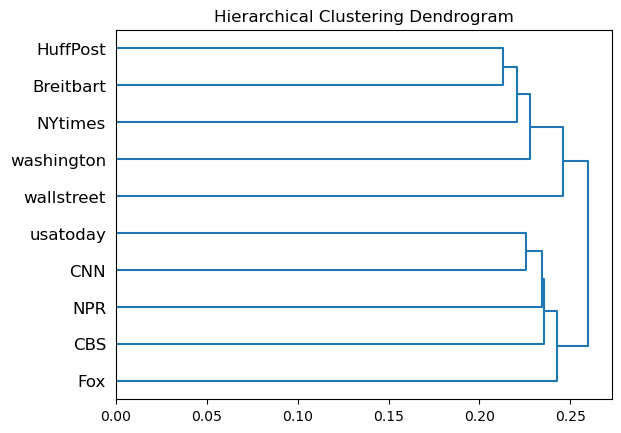 Hierarchical Clustering Dendrogram
HuffPost
Breitbart
NYtimes
washington
wallstreet
usatoday
CNN
NPR
CBS
Fox
0.00 0.05 0.10 0.15 0.20 0.25